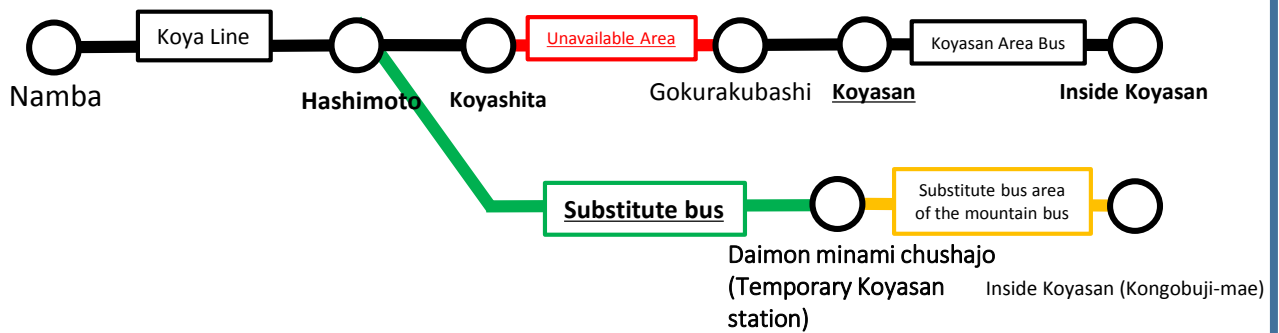 Koya Line
Unavailable Area
Koyasan Area Bus
Namba
Hashimoto
Koyashita
Gokurakubashi
Koyasan
Inside Koyasan
Substitute bus
Substitute bus area
of the mountain bus
Daimon minami chushajo
(Temporary Koyasan
station)
Inside Koyasan (Kongobuji-mae)